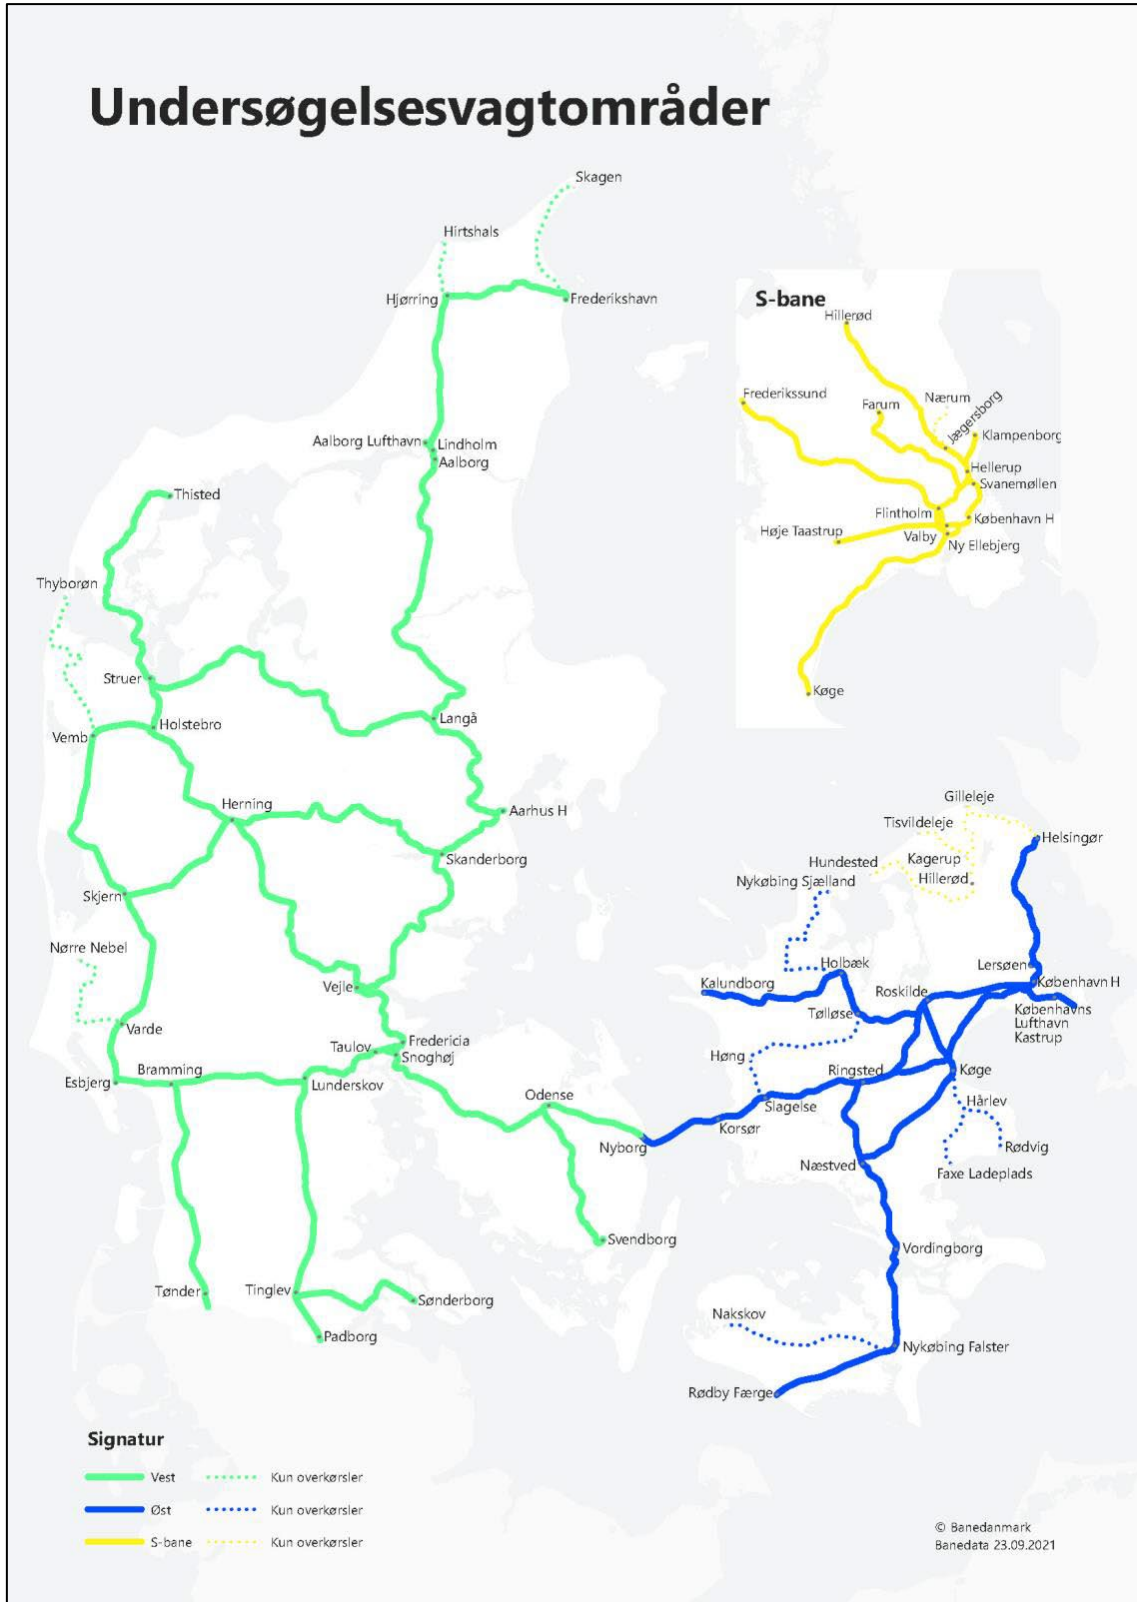 Undersøgelsesvagtområder
Skagen
Hirtshals
Hjørring
Frederikshavn
Aalborg Lufthavn
Lindholm
Aalborg
Thisted
Thyborøn
Struer
Holstebro
Vemb
Langå
Herning
Aarhus H
Skanderborg
Skjern
Nørre Nebel
Vejle
Varde
Fredericia
Taulov
Snoghøj
Esbjerg
Bramming
Lunderskov
Odense
Nyborg
Svendborg
Tønder
Tinglev
Sønderborg
Padborg
S-bane
Hillerød
Frederikssund
Farum
Nærum
Jægersborg
Klampenborg
Hellerup
Svanemøllen
Flintholm
København H
Høje Taastrup
Valby
Ny Ellebjerg
Køge
Gilleleje
Tisvildeleje
Helsingør
Hundested
Kagerup
Nykøbing Sjælland
Hillerød
Holbæk
Lersøen
Kalundborg
Roskilde
København H
Tølløse
Københavns
Lufthavn
Kastrup
Høng
Ringsted
Køge
Slagelse
Hårlev
Korsør
Rødvig
Næstved
Faxe Ladeplads
Vordingborg
Nakskov
Nykøbing Falster
Rødby Færge
Signatur
Vest Kun overkørsler
Øst Kun overkørsler
S-bane Kun overkørsler
© Banedanmark
Banedata 23.09.2021